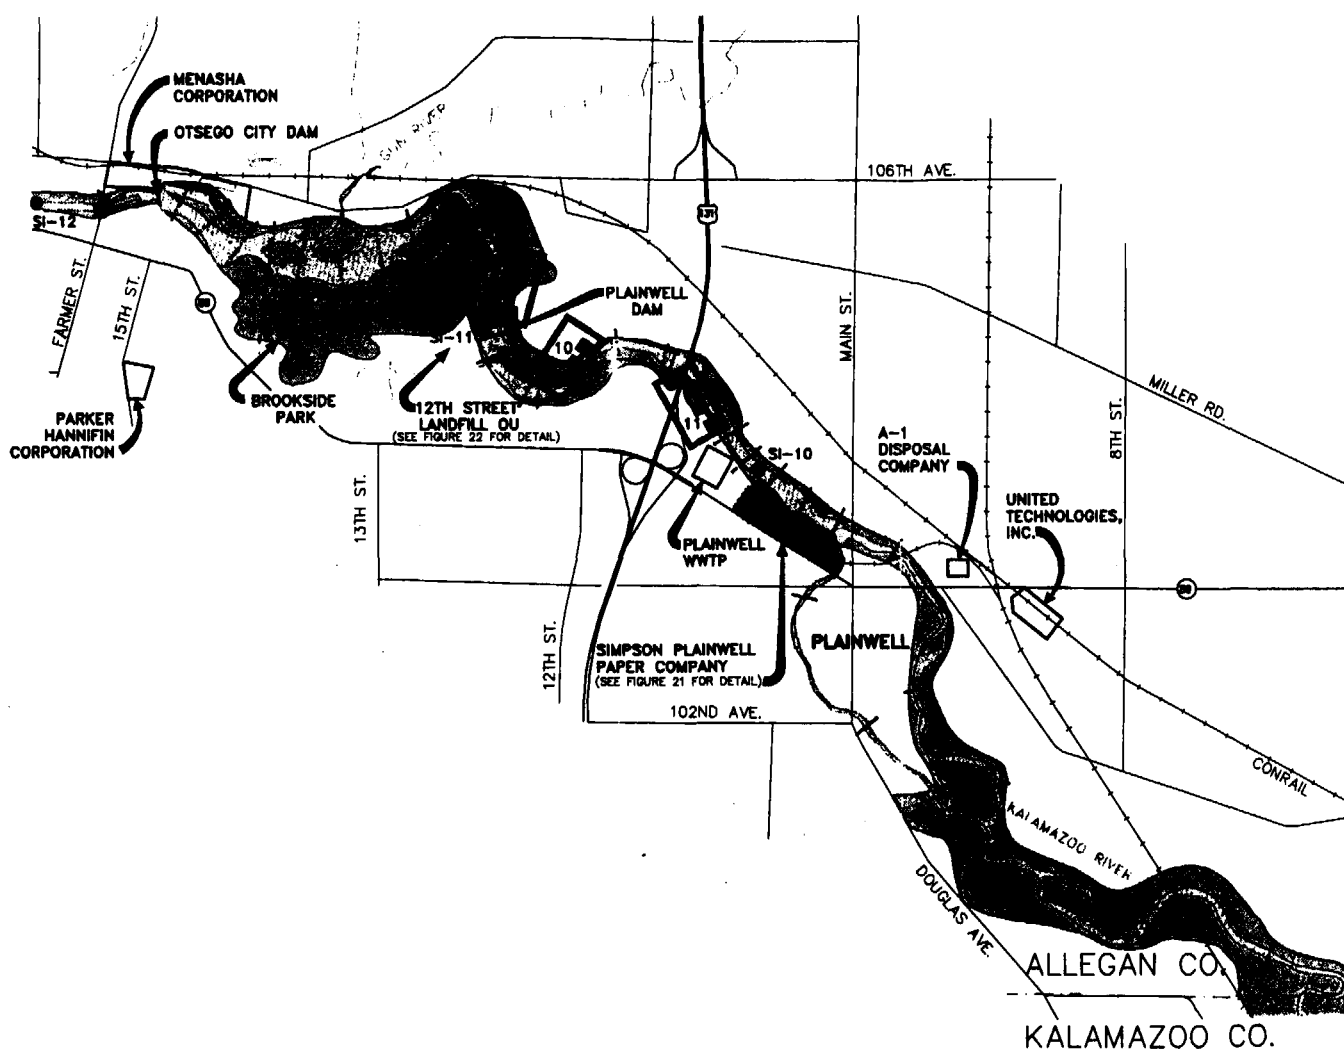 MENASHA
CORPORATION
OTSEGO CITY DAM
GUN RIVER
106TH AVE.
131
SI-12
FARMER ST.
15TH ST.
PLAINWELL
DAM
MAIN ST.
SI-11
10
MILLER RD.
BROOKSIDE
PARK
12TH STREET
LANDFILL OU
(SEE FIGURE 22 FOR DETAIL)
PARKER
HANNIFIN
CORPORATION
11
SI-10
A-1
DISPOSAL
COMPANY
8TH ST.
13TH ST.
UNITED
TECHNOLOGIES,
INC.
PLAINWELL
WWTP
12TH ST.
SIMPSON PLAINWELL
PAPER COMPANY
(SEE FIGURE 21 FOR DETAIL)
PLAINWELL
102ND AVE.
CONRAIL
KALAMAZOO RIVER
DOUGLAS AVE.
ALLEGAN CO.
KALAMAZOO CO.